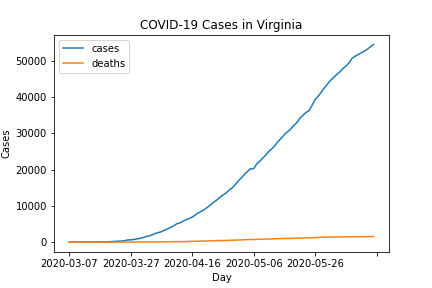 COVID-19 Cases in Virginia
cases
deaths
50000
40000
30000
20000
10000
0
Cases
2020-03-07 2020-03-27 2020-04-16 2020-05-06 2020-05-26
Day